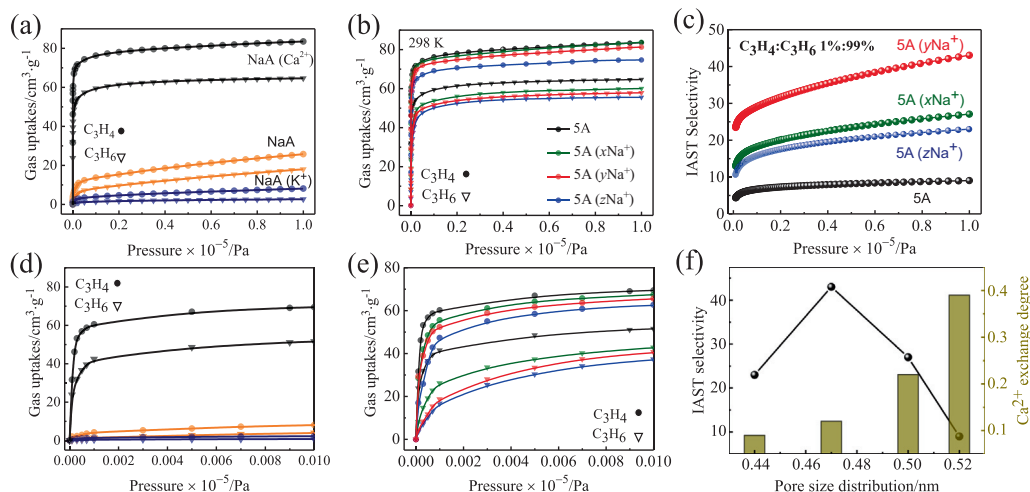 (a)
Gas uptakes/cm³·g⁻¹
80
60
40
20
0
NaA (Ca²⁺)
C₃H₄ ●
C₃H₆ ▽
NaA
NaA (K⁺)
0.0 0.2 0.4 0.6 0.8 1.0
Pressure × 10⁻⁵/Pa
(b)
Gas uptakes/cm³·g⁻¹
80
60
40
20
0
298 K
5A
5A (xNa⁺)
5A (yNa⁺)
5A (zNa⁺)
C₃H₄ ●
C₃H₆ ▽
0.0 0.2 0.4 0.6 0.8 1.0
Pressure × 10⁻⁵/Pa
(c)
IAST Selectivity
50
40
30
20
10
0
C₃H₄:C₃H₆ 1%:99%
5A (yNa⁺)
5A (xNa⁺)
5A (zNa⁺)
5A
0.0 0.2 0.4 0.6 0.8 1.0
Pressure × 10⁻⁵/Pa
(d)
Gas uptakes/cm³·g⁻¹
80
60
40
20
0
C₃H₄ ●
C₃H₆ ▽
0.000 0.002 0.004 0.006 0.008 0.010
Pressure × 10⁻⁵/Pa
(e)
Gas uptakes/cm³·g⁻¹
80
60
40
20
0
C₃H₄ ●
C₃H₆ ▽
0.000 0.002 0.004 0.006 0.008 0.010
Pressure × 10⁻⁵/Pa
(f)
IAST selectivity
40
30
20
10
Ca²⁺ exchange degree
0.4
0.3
0.2
0.1
0.44 0.46 0.48 0.50 0.52
Pore size distribution/nm